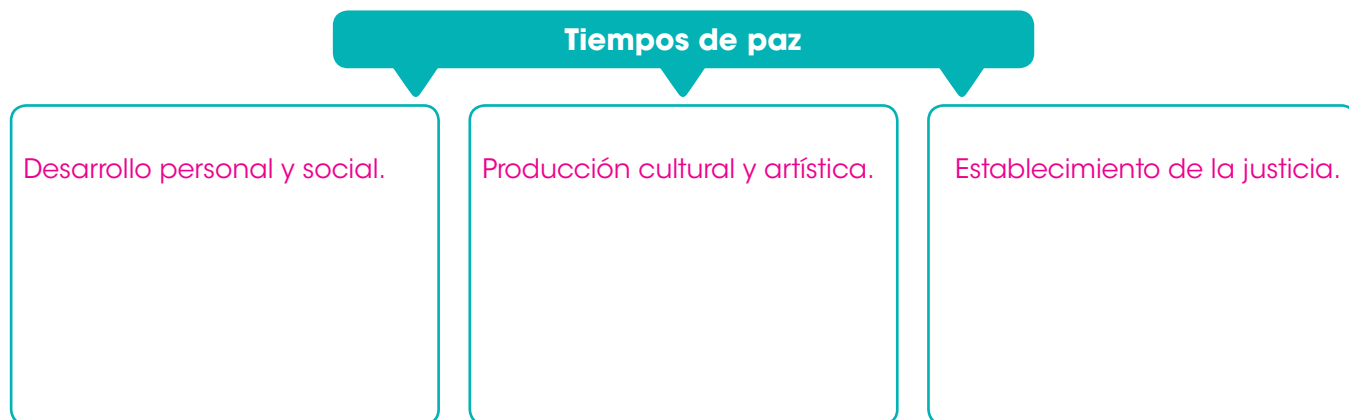 Tiempos de paz
Desarrollo personal y social.
Producción cultural y artística.
Establecimiento de la justicia.